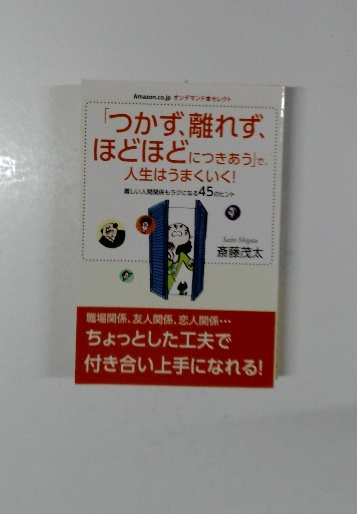 Amazon.co.jp オンデマンド本セレクト
「つかず、離れず、
ほどほどにつきあう」で、
人生はうまくいく!
難しい人間関係もラクになる45のヒント
Saito Shigeta
斎藤茂太
職場関係、友人関係、恋人関係…
ちょっとした工夫で
付き合い上手になれる!